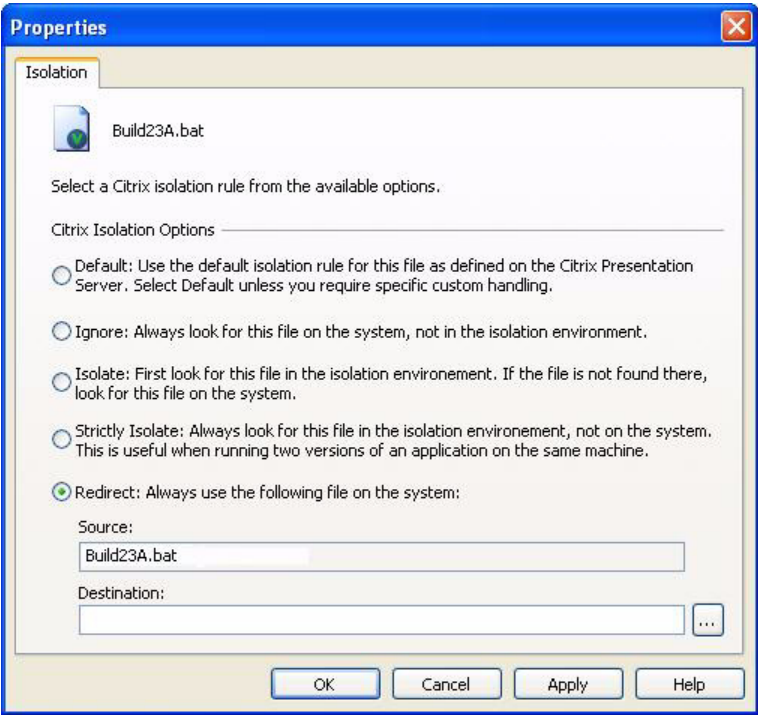 Properties
Isolation
Build23A.bat
Select a Citrix isolation rule from the available options.
Citrix Isolation Options
Default: Use the default isolation rule for this file as defined on the Citrix Presentation
Server. Select Default unless you require specific custom handling.
Ignore: Always look for this file on the system, not in the isolation environment.
Isolate: First look for this file in the isolation environement. If the file is not found there,
look for this file on the system.
Strictly Isolate: Always look for this file in the isolation environement, not on the system.
This is useful when running two versions of an application on the same machine.
Redirect: Always use the following file on the system:
Source:
Build23A.bat
Destination:
...
OK Cancel Apply Help